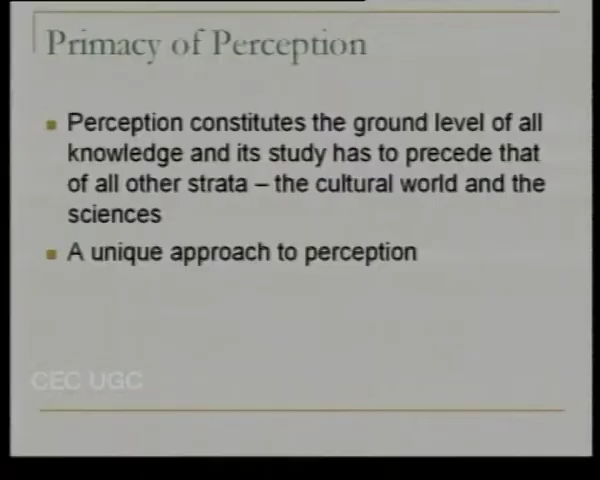 Primacy of Perception
Perception constitutes the ground level of all
knowledge and its study has to precede that
of all other strata – the cultural world and the
sciences
A unique approach to perception
CEC UGC